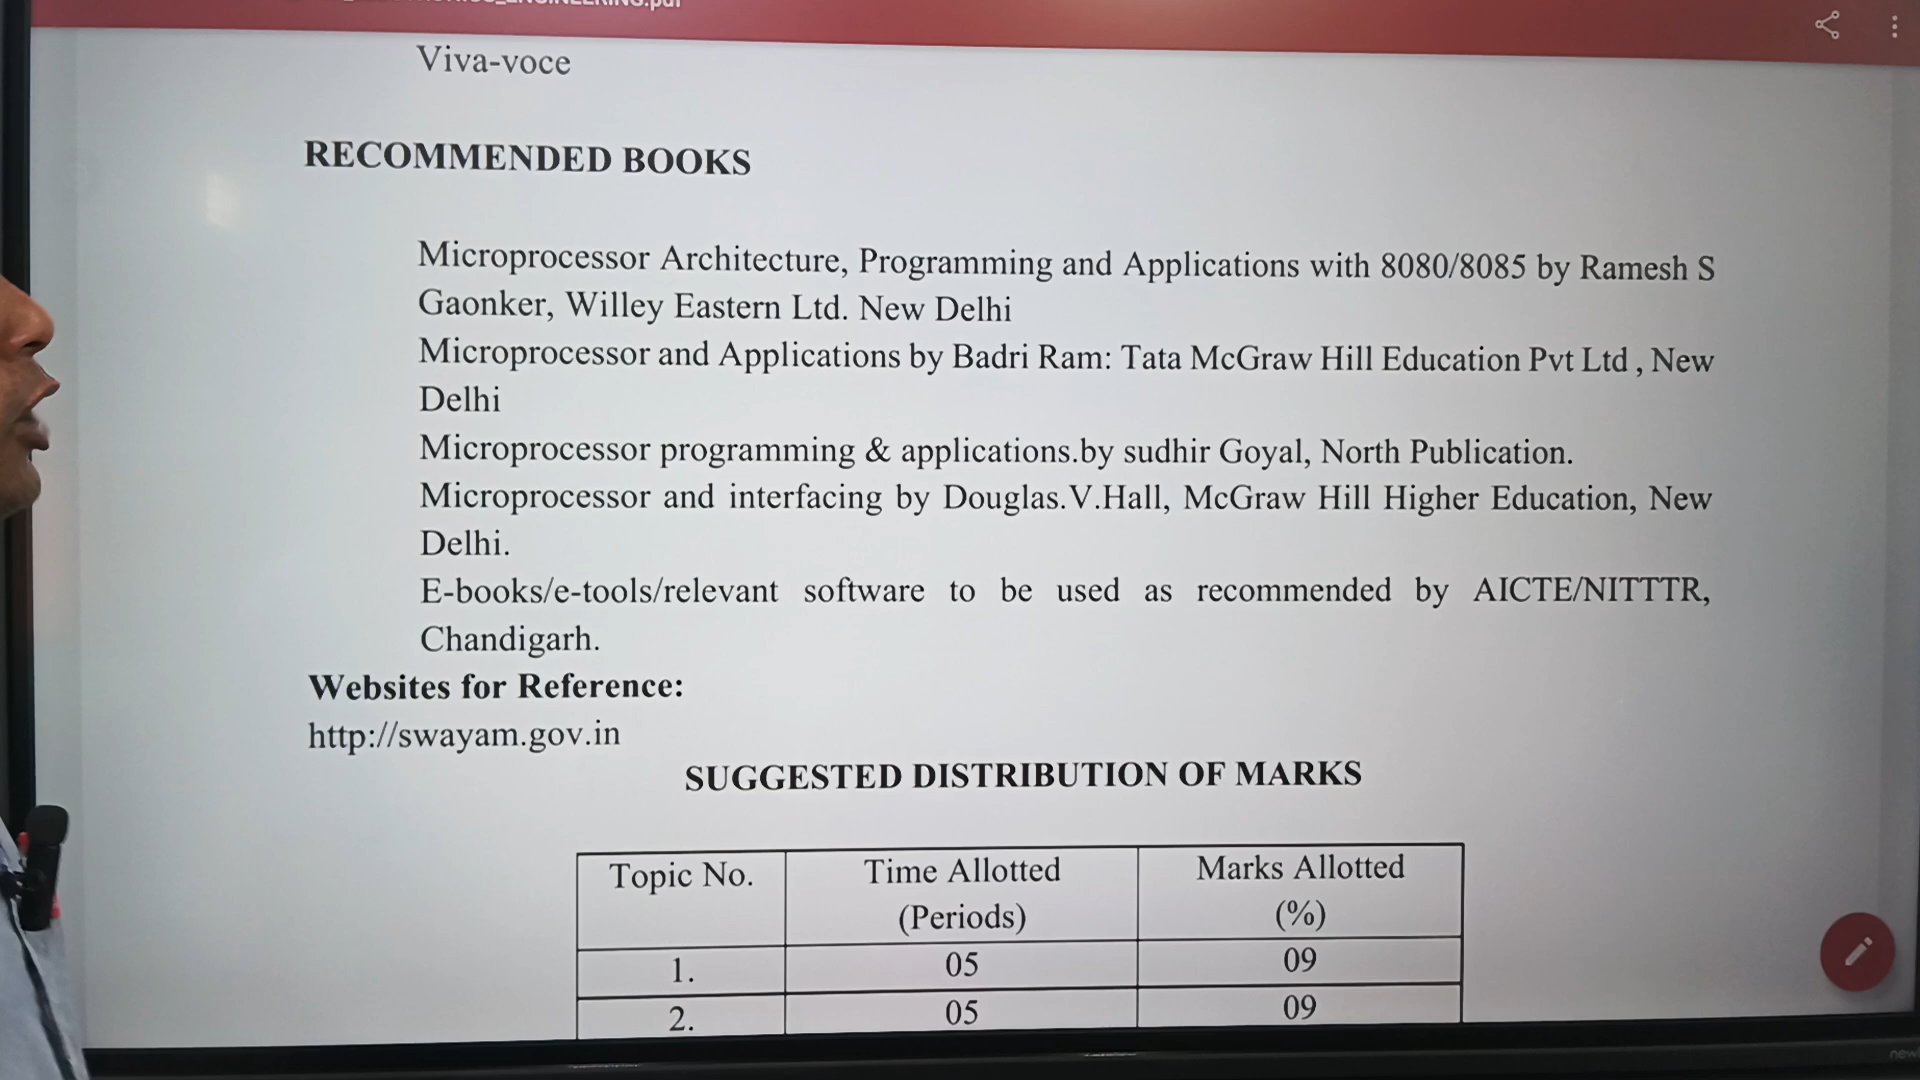 ENGINEERING.pdf
Viva-voce
RECOMMENDED BOOKS
Microprocessor Architecture, Programming and Applications with 8080/8085 by Ramesh S
Gaonker, Willey Eastern Ltd. New Delhi
Microprocessor and Applications by Badri Ram: Tata McGraw Hill Education Pvt Ltd , New
Delhi
Microprocessor programming & applications.by sudhir Goyal, North Publication.
Microprocessor and interfacing by Douglas.V.Hall, McGraw Hill Higher Education, New
Delhi.
E-books/e-tools/relevant software to be used as recommended by AICTE/NITTTR,
Chandigarh.
Websites for Reference:
http://swayam.gov.in
SUGGESTED DISTRIBUTION OF MARKS
Topic No. Time Allotted Marks Allotted
(Periods) (%)
1. 05 09
2. 05 09